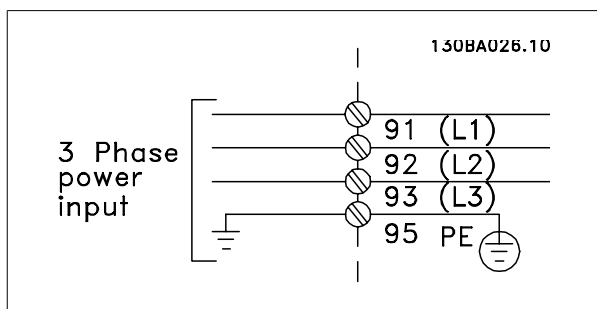 130BA026.10
3 Phase
power
input
91 (L1)
92 (L2)
93 (L3)
95 PE